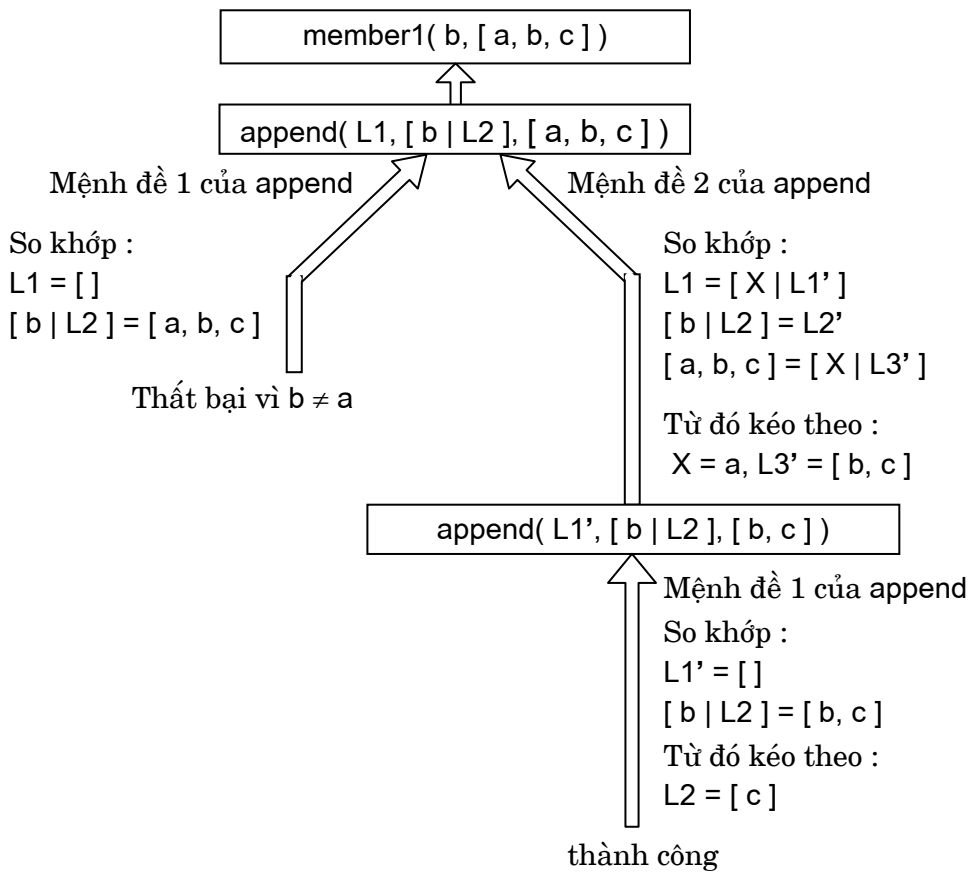 member1( b, [ a, b, c ] )
append( L1, [ b | L2 ], [ a, b, c ] )
Mệnh đề 1 của append
So khớp :
L1 = [ ]
[ b | L2 ] = [ a, b, c ]
Thất bại vì b ≠ a
Mệnh đề 2 của append
So khớp :
L1 = [ X | L1’ ]
[ b | L2 ] = L2’
[ a, b, c ] = [ X | L3’ ]
Từ đó kéo theo :
X = a, L3’ = [ b, c ]
append( L1’, [ b | L2 ], [ b, c ] )
Mệnh đề 1 của append
So khớp :
L1’ = [ ]
[ b | L2 ] = [ b, c ]
Từ đó kéo theo :
L2 = [ c ]
thành công